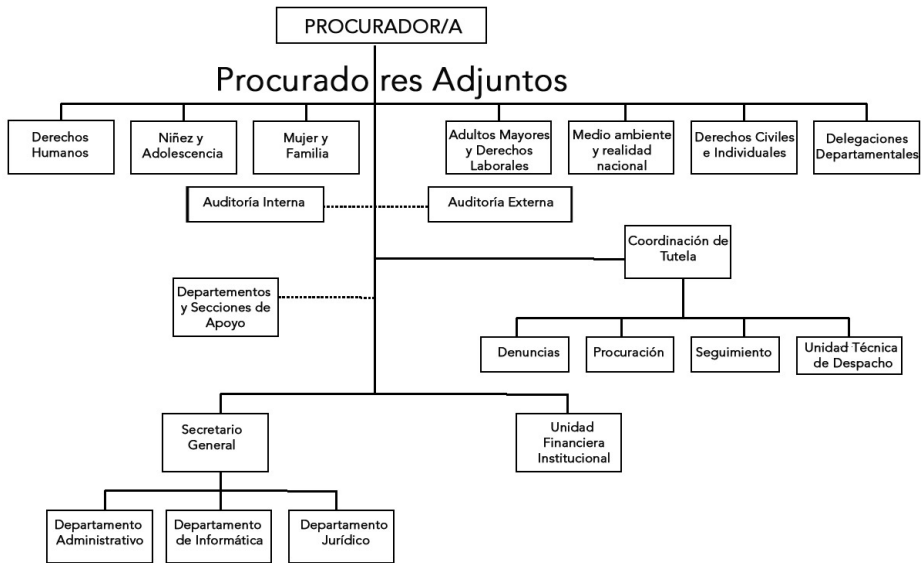 PROCURADOR/A
Procuradores Adjuntos
Derechos
Humanos
Niñez y
Adolescencia
Mujer y
Familia
Adultos Mayores
y Derechos
Laborales
Medio ambiente
y realidad
nacional
Derechos Civiles
e Individuales
Delegaciones
Departamentales
Auditoría Interna
Auditoría Externa
Coordinación de
Tutela
Departementos
y Secciones de
Apoyo
Denuncias
Procuración
Seguimiento
Unidad Técnica
de Despacho
Secretario
General
Unidad
Financiera
Institucional
Departamento
Administrativo
Departamento
de Informática
Departamento
Jurídico